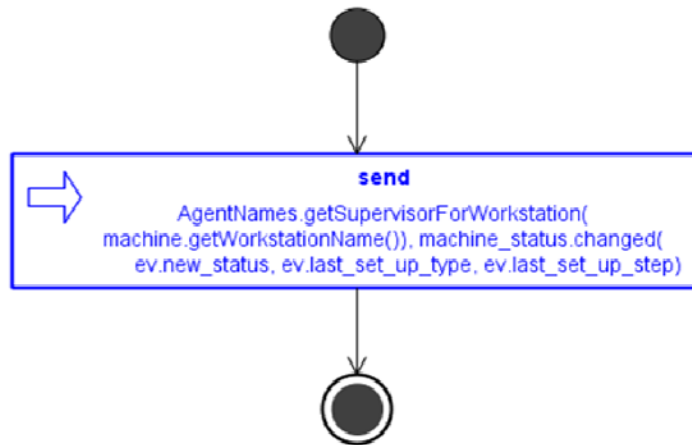 send
AgentNames.getSupervisorForWorkstation(
machine.getWorkstationName()), machine_status.changed(
ev.new_status, ev.last_set_up_type, ev.last_set_up_step)